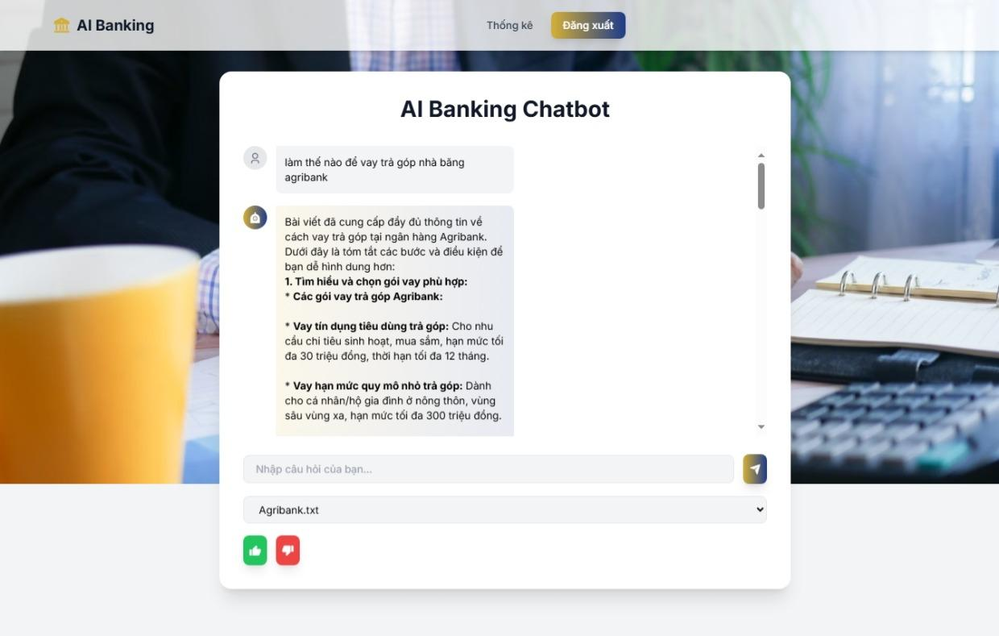 AI Banking
Thống kê
Đăng xuất
AI Banking Chatbot
làm thế nào để vay trả góp nhà băng
agribank
Bài viết đã cung cấp đầy đủ thông tin về
cách vay trả góp tại ngân hàng Agribank.
Dưới đây là tóm tắt các bước và điều kiện để
bạn dễ hình dung hơn:
1. Tìm hiểu và chọn gói vay phù hợp:
* Các gói vay trả góp Agribank:
* Vay tín dụng tiêu dùng trả góp: Cho nhu
cầu chi tiêu sinh hoạt, mua sắm, hạn mức tối
đa 30 triệu đồng, thời hạn tối đa 12 tháng.
* Vay hạn mức quy mô nhỏ trả góp: Dành
cho cá nhân/hộ gia đình ở nông thôn, vùng
sâu vùng xa, hạn mức tối đa 300 triệu đồng.
Nhập câu hỏi của bạn...
Agribank.txt